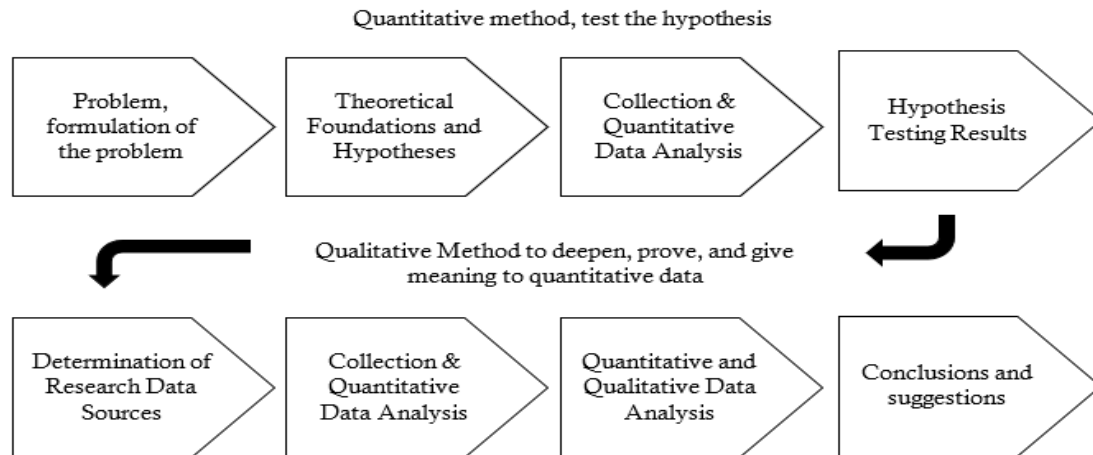 Quantitative method, test the hypothesis
Problem,
formulation of
the problem
Theoretical
Foundations and
Hypotheses
Collection &
Quantitative
Data Analysis
Hypothesis
Testing Results
Qualitative Method to deepen, prove, and give
meaning to quantitative data
Determination of
Research Data
Sources
Collection &
Quantitative
Data Analysis
Quantitative and
Qualitative Data
Analysis
Conclusions and
suggestions